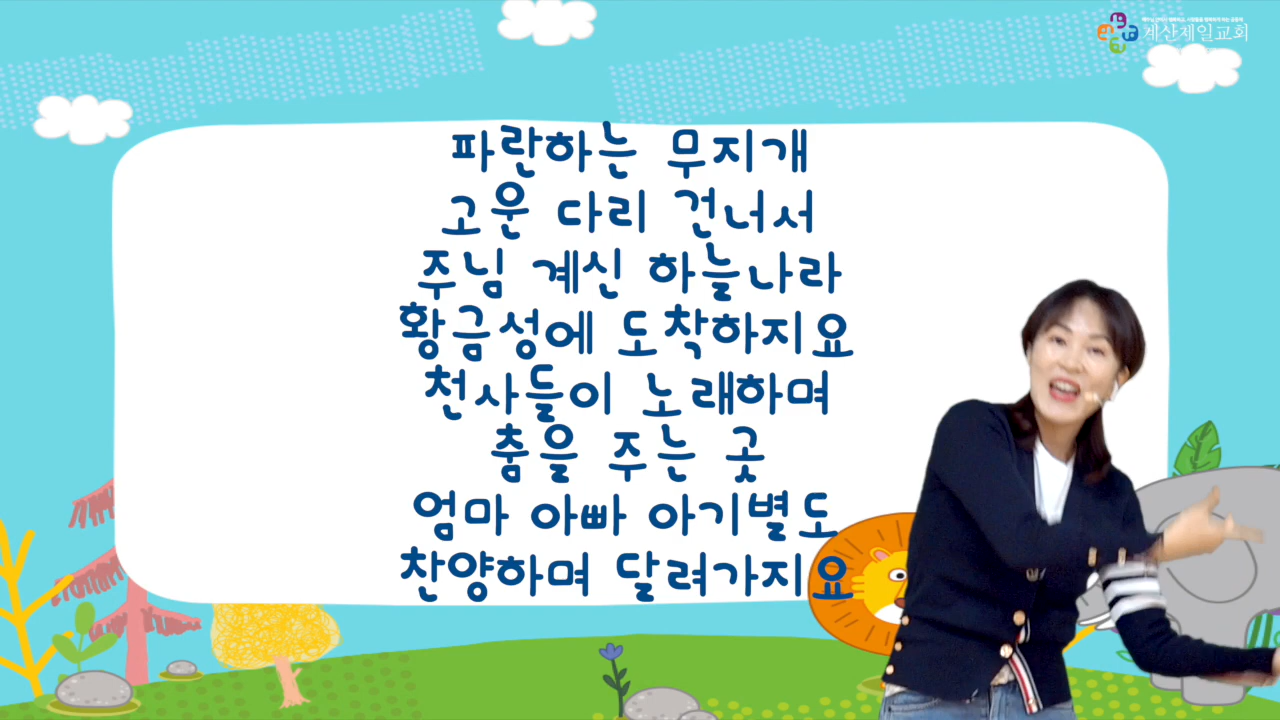 계산제일교회
파란하는 무지개
고운 다리 건너서
주님 계신 하늘나라
황금성에 도착하지요
천사들이 노래하며
춤을 주는 곳
엄마 아빠 아기별도
찬양하며 달려가지요